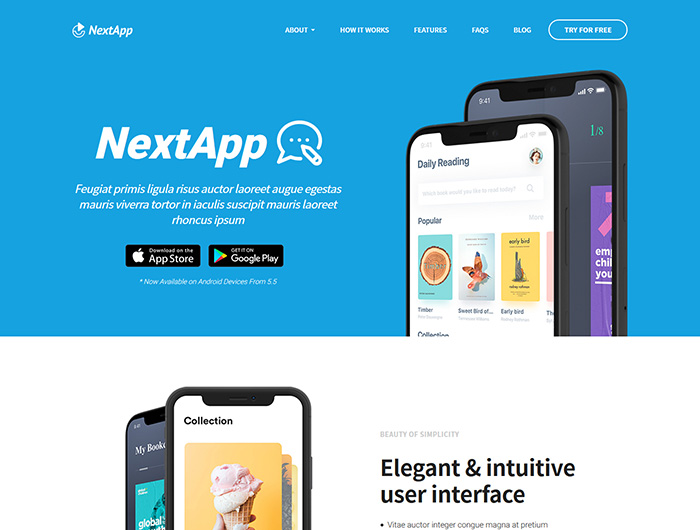 NextApp
ABOUT HOW IT WORKS FEATURES FAQS BLOG TRY FOR FREE
NextApp
Feugiat primis ligula risus auctor laoreet augue egestas
mauris viverra tortor in iaculis suscipit mauris laoreet
rhoncus ipsum
Download on the
App Store
GET IT ON
Google Play
* Now Available on Android Devices From 5.5
9:41
1/8
9:41
Daily Reading
Which book would you like to read today?
Popular More
early bird
Timber Sweet Bird of... Early Bird
Collection
9:41
My Book
Collection
BEAUTY OF SIMPLICITY
Elegant & intuitive
user interface
Vitae auctor integer congue magna at pretium